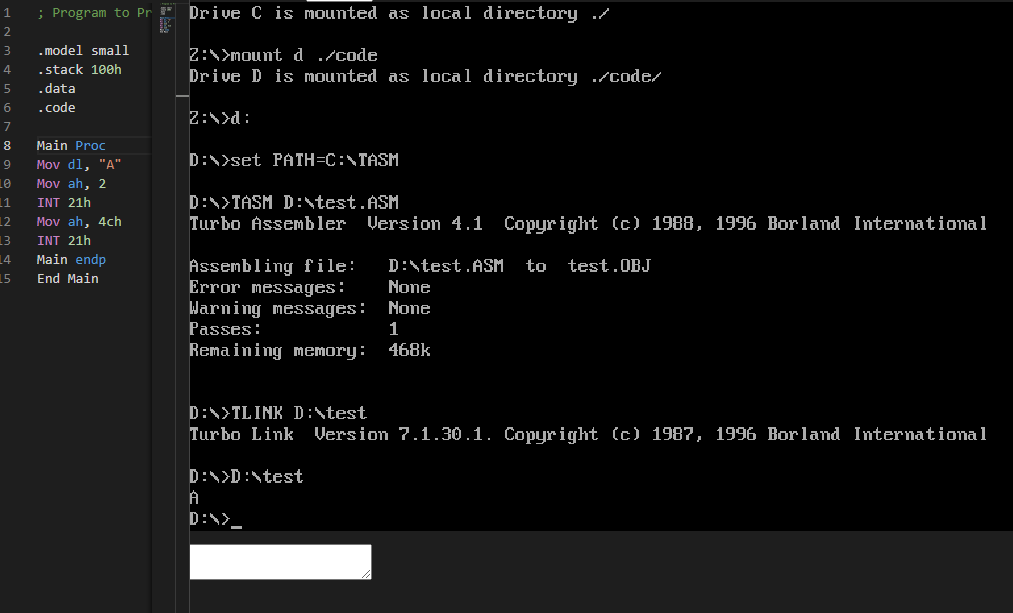 1 ; Program to Pr
2
3 .model small
4 .stack 100h
5 .data
6 .code
7
8 Main Proc
9 Mov dl, "A"
10 Mov ah, 2
11 INT 21h
12 Mov ah, 4ch
13 INT 21h
14 Main endp
15 End Main
Drive C is mounted as local directory ./
Z:\>mount d ./code
Drive D is mounted as local directory ./code/
Z:\>d:
D:\>set PATH=C:\TASM
D:\>TASM D:\test.ASM
Turbo Assembler  Version 4.1  Copyright (c) 1988, 1996 Borland International
Assembling file:   D:\test.ASM  to  test.OBJ
Error messages:    None
Warning messages:  None
Passes:            1
Remaining memory:  468k
D:\>TLINK D:\test
Turbo Link  Version 7.1.30.1. Copyright (c) 1987, 1996 Borland International
D:\>D:\test
A
D:\>_